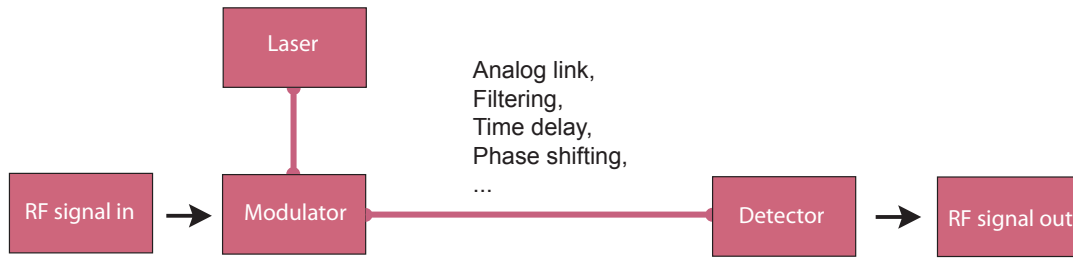 Laser
Analog link,
Filtering,
Time delay,
Phase shifting,
...
RF signal in
Modulator
Detector
RF signal out